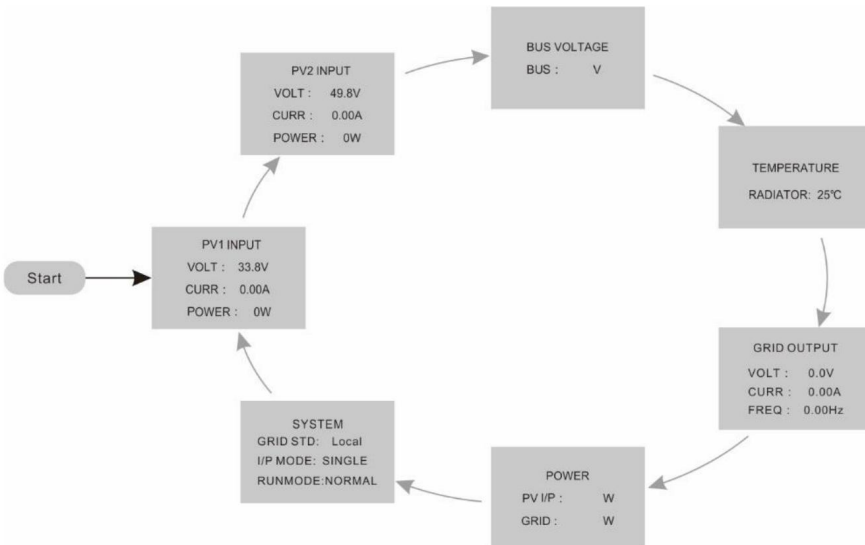 Start
PV1 INPUT
VOLT : 33.8V
CURR : 0.00A
POWER : 0W
PV2 INPUT
VOLT : 49.8V
CURR : 0.00A
POWER : 0W
BUS VOLTAGE
BUS : V
TEMPERATURE
RADIATOR: 25℃
GRID OUTPUT
VOLT : 0.0V
CURR : 0.00A
FREQ : 0.00Hz
POWER
PV I/P : W
GRID : W
SYSTEM
GRID STD: Local
I/P MODE: SINGLE
RUNMODE:NORMAL